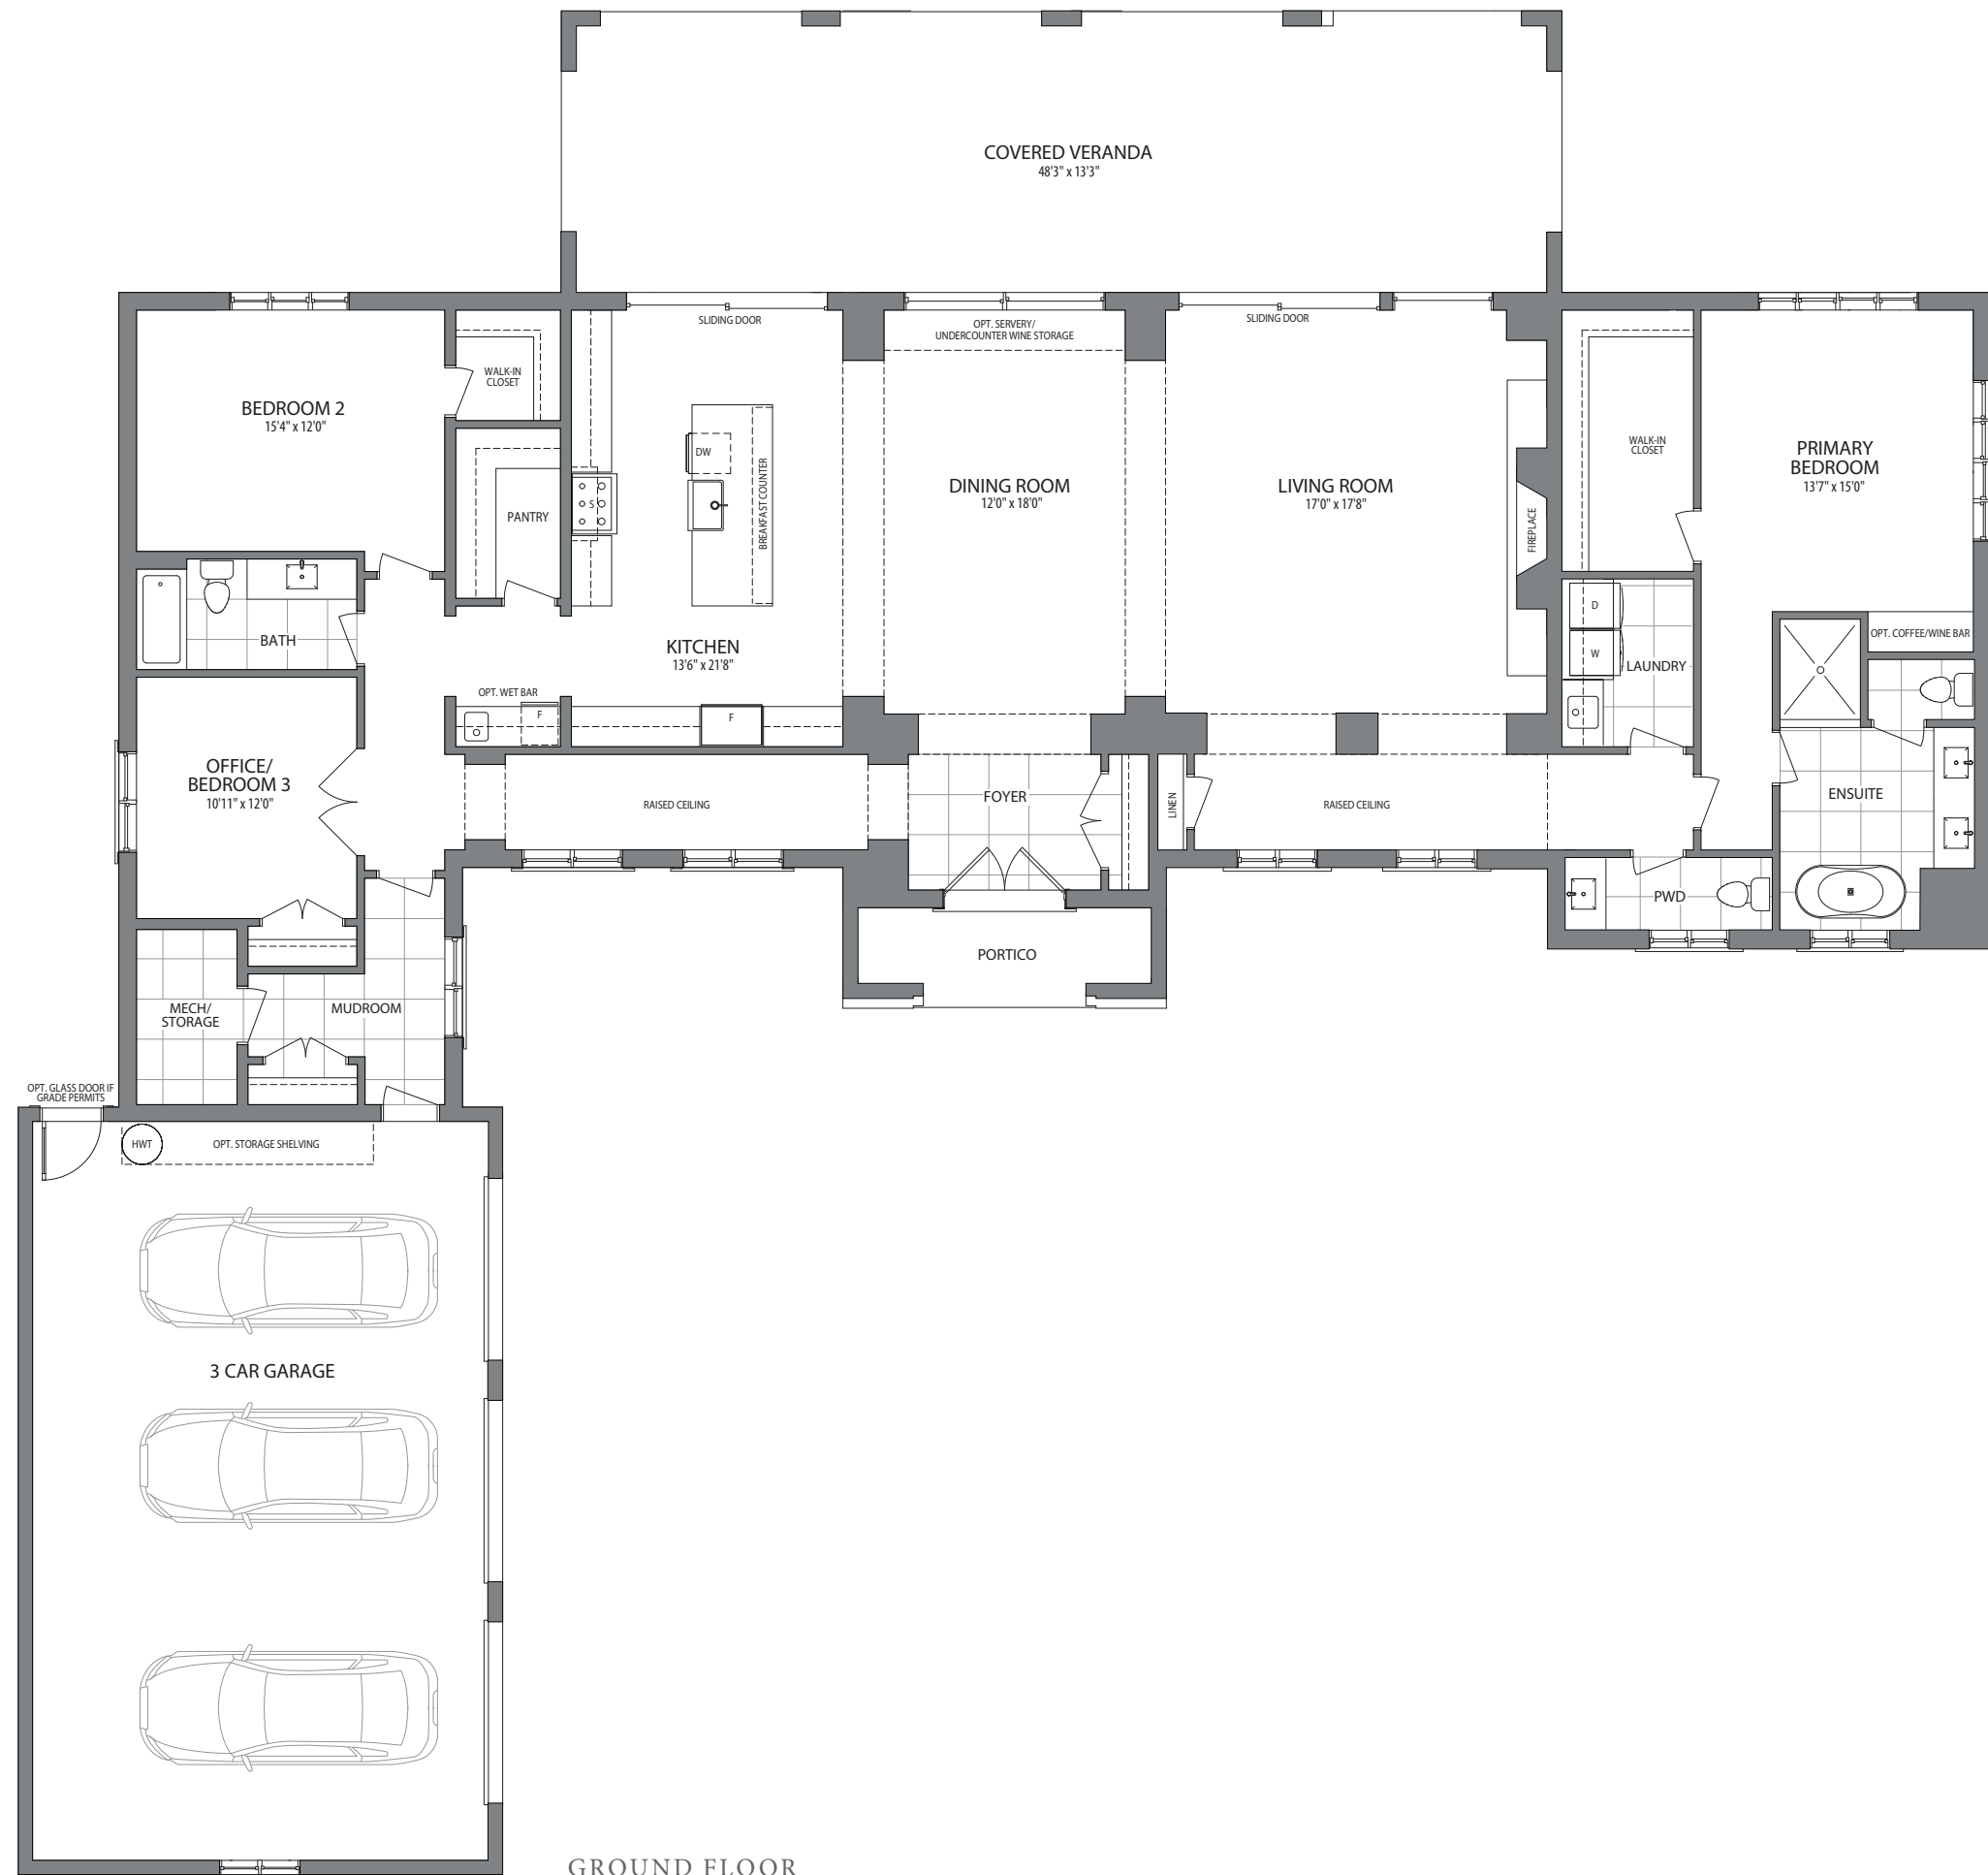 COVERED VERANDA
48'3" x 13'3"
SLIDING DOOR
OPT. SERVERY/
UNDERCOUNTER WINE STORAGE
SLIDING DOOR
BEDROOM 2
15'4" x 12'0"
WALK-IN
CLOSET
PANTRY
S
DW
BREAKFAST COUNTER
KITCHEN
13'6" x 21'8"
DINING ROOM
12'0" x 18'0"
LIVING ROOM
17'0" x 17'8"
FIREPLACE
WALK-IN
CLOSET
PRIMARY
BEDROOM
13'7" x 15'0"
BATH
OPT. WET BAR
F
F
D
W
LAUNDRY
OPT. COFFEE/WINE BAR
OFFICE/
BEDROOM 3
10'11" x 12'0"
RAISED CEILING
FOYER
LINEN
RAISED CEILING
ENSUITE
PWD
PORTICO
MECH/
STORAGE
MUDROOM
OPT. GLASS DOOR IF
GRADE PERMITS
HWT
OPT. STORAGE SHELVING
3 CAR GARAGE
GROUND FLOOR